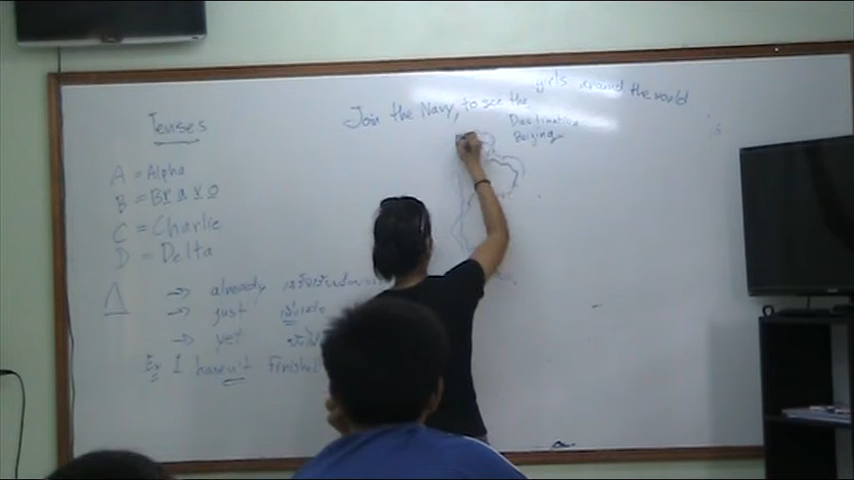 Tenses
Join the Navy, to see the girls around the world
Destination
Beijing
A = Alpha
B = Bravo
C = Charlie
D = Delta
→ already
→ just
→ yet
Ex I haven't Finished